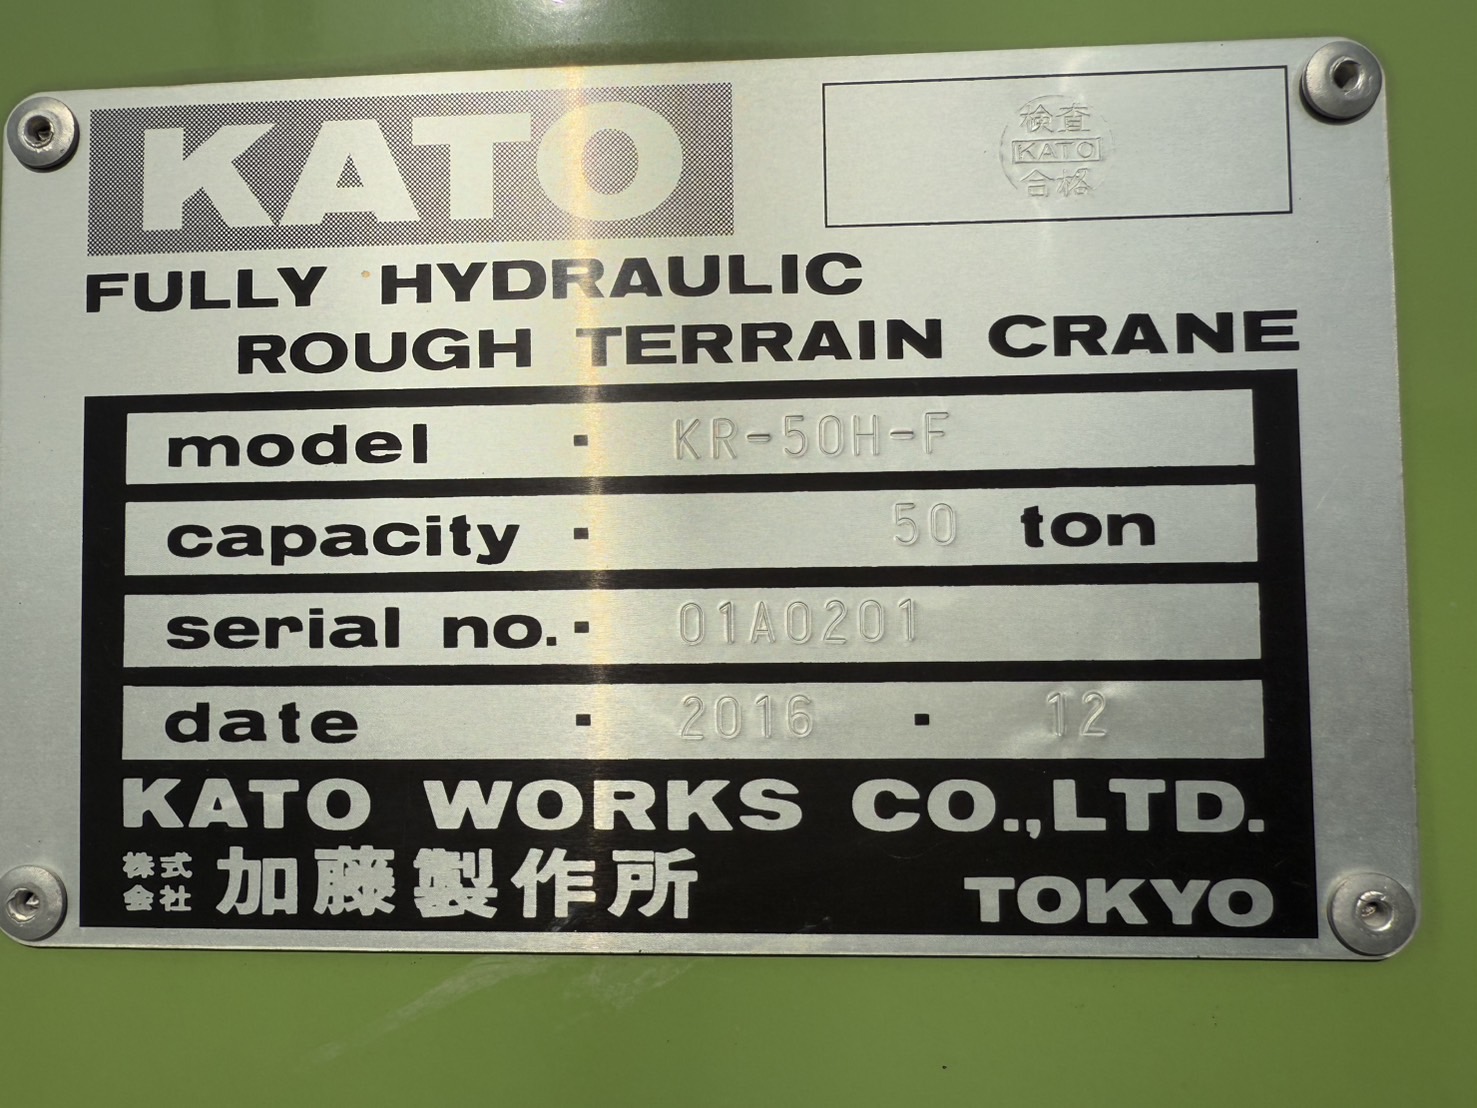 KATO
検査
KATO
合格
FULLY HYDRAULIC
ROUGH TERRAIN CRANE
model · KR-50H-F
capacity · 50 ton
serial no. · 01A0201
date · 2016 · 12
KATO WORKS CO.,LTD.
株式会社 加藤製作所 TOKYO